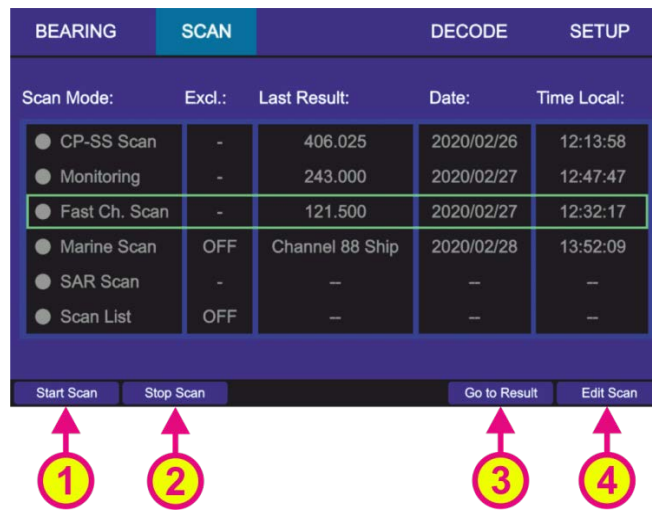 BEARING SCAN DECODE SETUP
Scan Mode: Excl.: Last Result: Date: Time Local:
CP-SS Scan - 406.025 2020/02/26 12:13:58
Monitoring - 243.000 2020/02/27 12:47:47
Fast Ch. Scan - 121.500 2020/02/27 12:32:17
Marine Scan OFF Channel 88 Ship 2020/02/28 13:52:09
SAR Scan - -- -- --
Scan List OFF -- -- --
Start Scan Stop Scan Go to Result Edit Scan
1 2 3 4